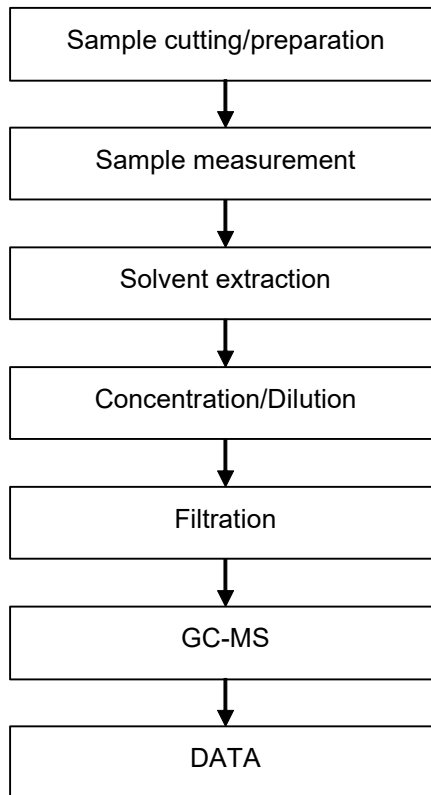 Sample cutting/preparation
Sample measurement
Solvent extraction
Concentration/Dilution
Filtration
GC-MS
DATA